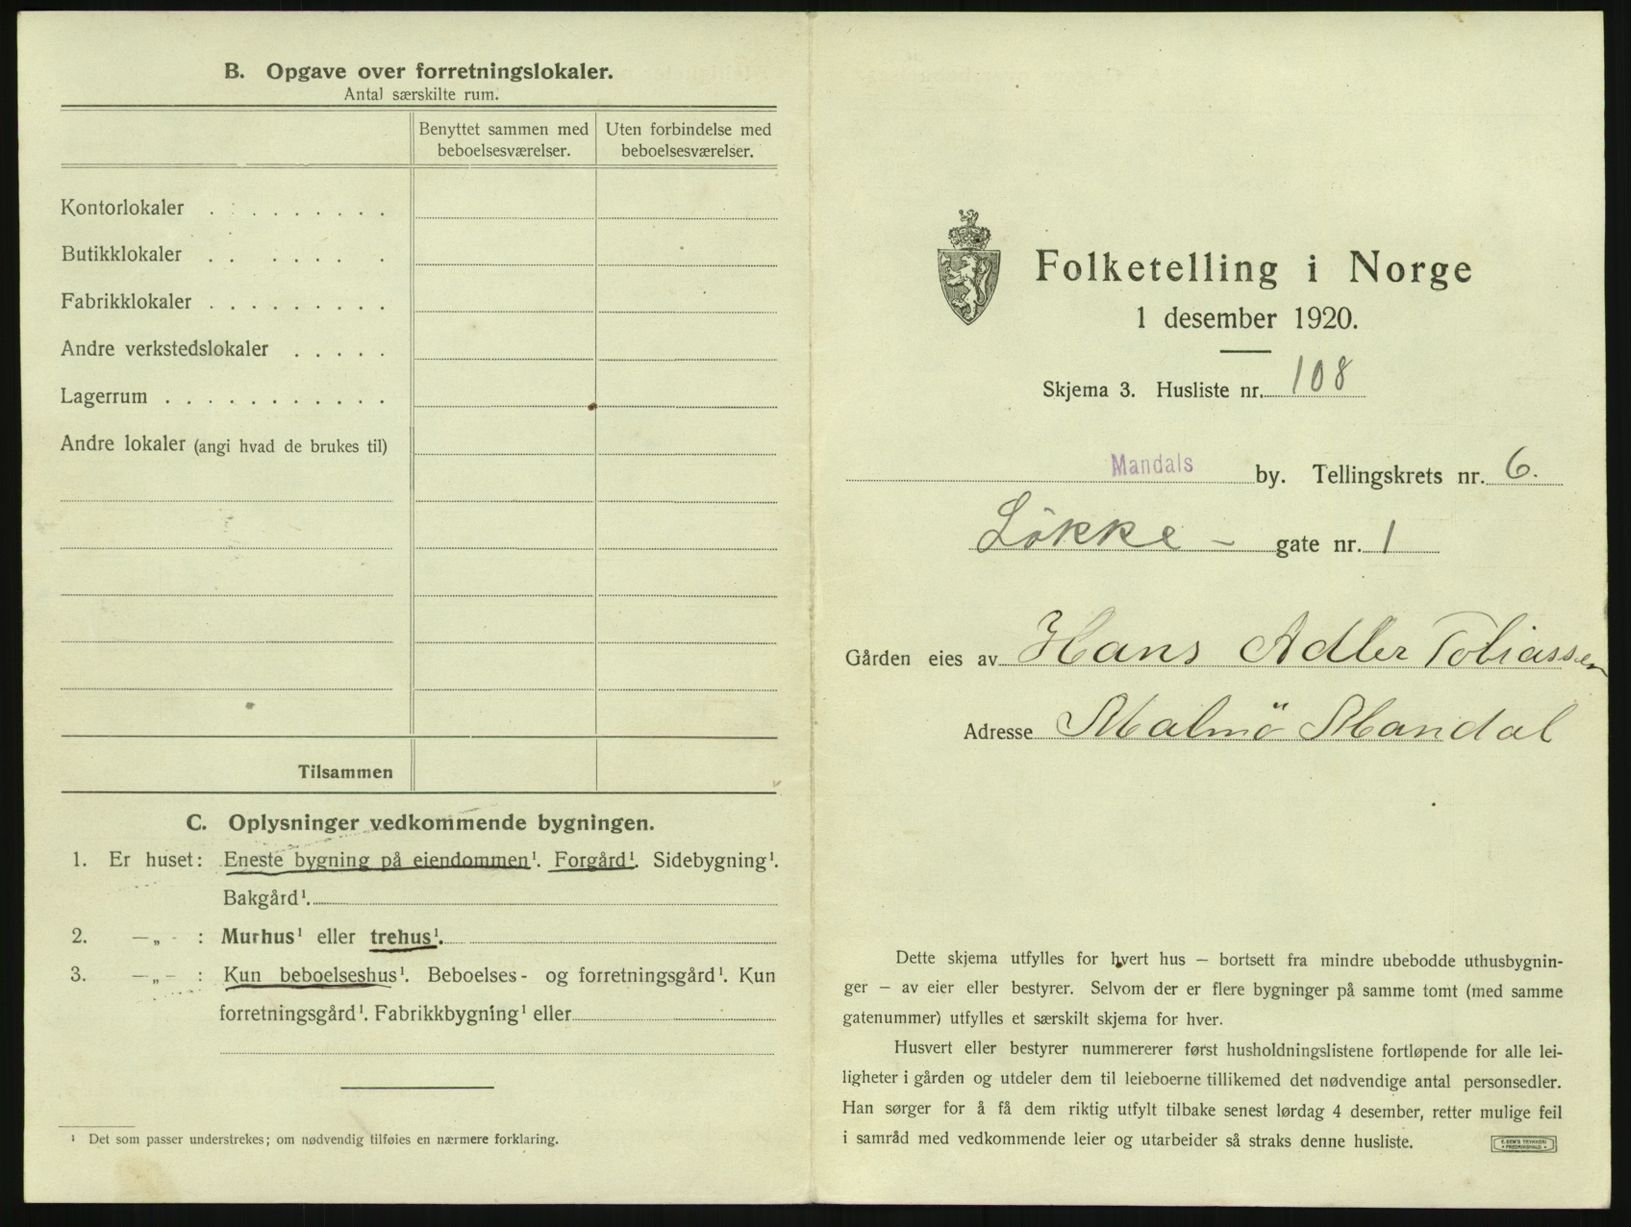 B. Opgave over forretningslokaler.
Antal særskilte rum.
Benyttet sammen med beboelsesværelser.
Uten forbindelse med beboelsesværelser.
Kontorlokaler . . . . . . . . .
Butikklokaler . . . . . . .
Fabrikklokaler . . . . . . . . .
Andre verkstedslokaler . . . . .
Lagerrum . . . . . . . . . . .
Andre lokaler (angi hvad de brukes til)
Tilsammen
C. Oplysninger vedkommende bygningen.
1. Er huset: Eneste bygning på eiendommen¹. Forgård¹. Sidebygning¹.
Bakgård¹.
2. —„— : Murhus¹ eller trehus¹.
3. —„— : Kun beboelseshus¹. Beboelses- og forretningsgård¹. Kun
forretningsgård¹. Fabrikkbygning¹ eller
¹ Det som passer understrekes; om nødvendig tilføies en nærmere forklaring.
Folketelling i Norge
1 desember 1920.
Skjema 3. Husliste nr. 108
Mandals by. Tellingskrets nr. 6.
Løkke - gate nr. 1
Gården eies av Hans Adler Tobiassen
Adresse Malmö Mandal
Dette skjema utfylles for hvert hus — bortsett fra mindre ubebodde uthusbygnin-
ger — av eier eller bestyrer. Selvom der er flere bygninger på samme tomt (med samme
gatenummer) utfylles et særskilt skjema for hver.
Husvert eller bestyrer nummererer først husholdningslistene fortløpende for alle lei-
ligheter i gården og utdeler dem til leieboerne tillikemed det nødvendige antal personsedler.
Han sørger for å få dem riktig utfylt tilbake senest lørdag 4 desember, retter mulige feil
i samråd med vedkommende leier og utarbeider så straks denne husliste.